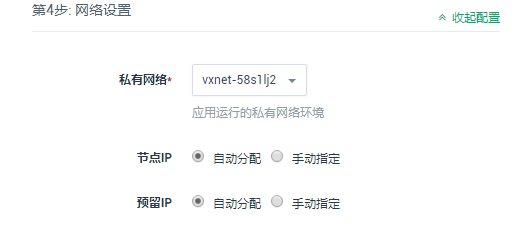 第4步: 网络设置
收起配置
私有网络* vxnet-58s1lj2
应用运行的私有网络环境
节点IP 自动分配 手动指定
预留IP 自动分配 手动指定